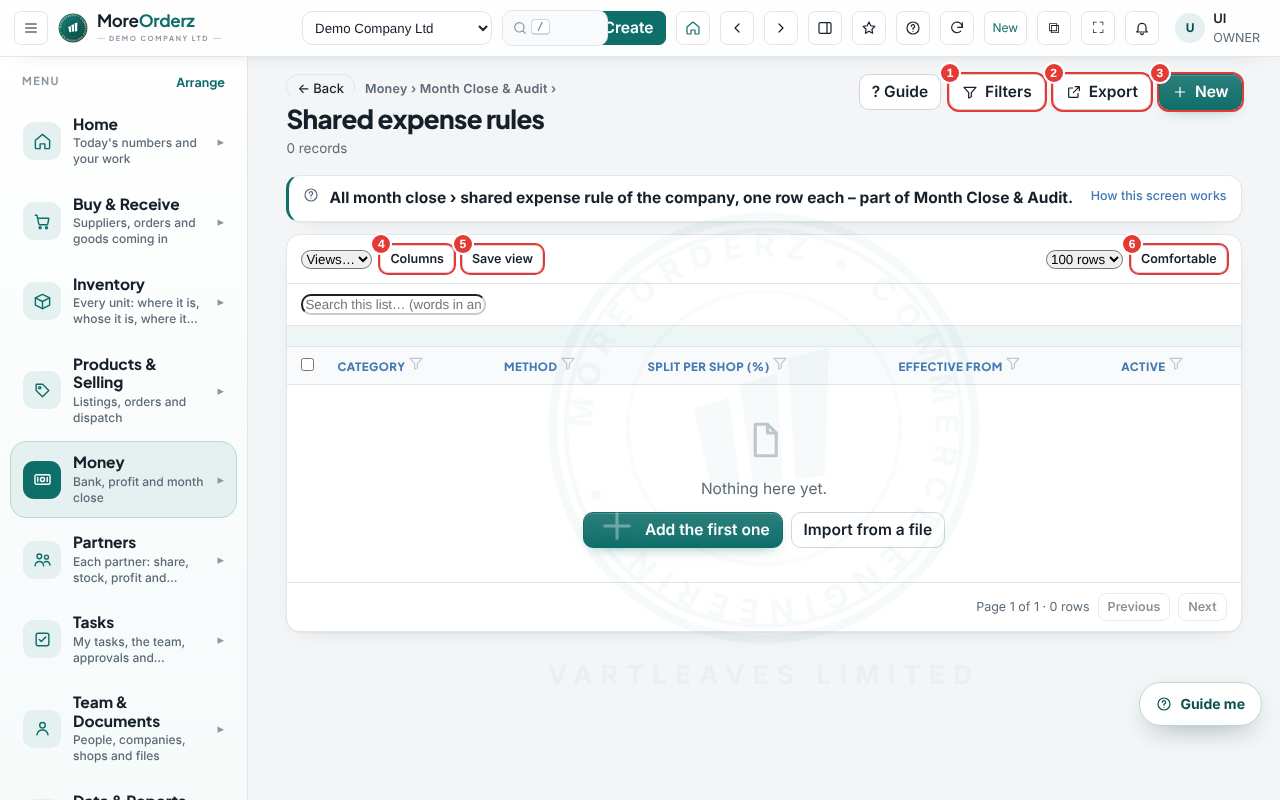 MoreOrderz
— DEMO COMPANY LTD —
Demo Company Ltd
/
Create
New
U
UI
OWNER
MENU
Arrange
Home
Today's numbers and
your work
Buy & Receive
Suppliers, orders and
goods coming in
Inventory
Every unit: where it is,
whose it is, where it…
Products &
Selling
Listings, orders and
dispatch
Money
Bank, profit and month
close
Partners
Each partner: share,
stock, profit and…
Tasks
My tasks, the team,
approvals and…
Team &
Documents
People, companies,
shops and files
Data & Reports
← Back
Money › Month Close & Audit ›
Shared expense rules
0 records
? Guide
1
Filters
2
Export
3
+ New
All month close › shared expense rule of the company, one row each – part of Month Close & Audit.
How this screen works
Views…
4
Columns
5
Save view
100 rows
6
Comfortable
Search this list… (words in an
CATEGORY
METHOD
SPLIT PER SHOP (%)
EFFECTIVE FROM
ACTIVE
Nothing here yet.
Add the first one
Import from a file
Page 1 of 1 · 0 rows
Previous
Next
MOREORDERZ • COMMERCE ENGINEERING •
VARTLEAVES LIMITED
Guide me